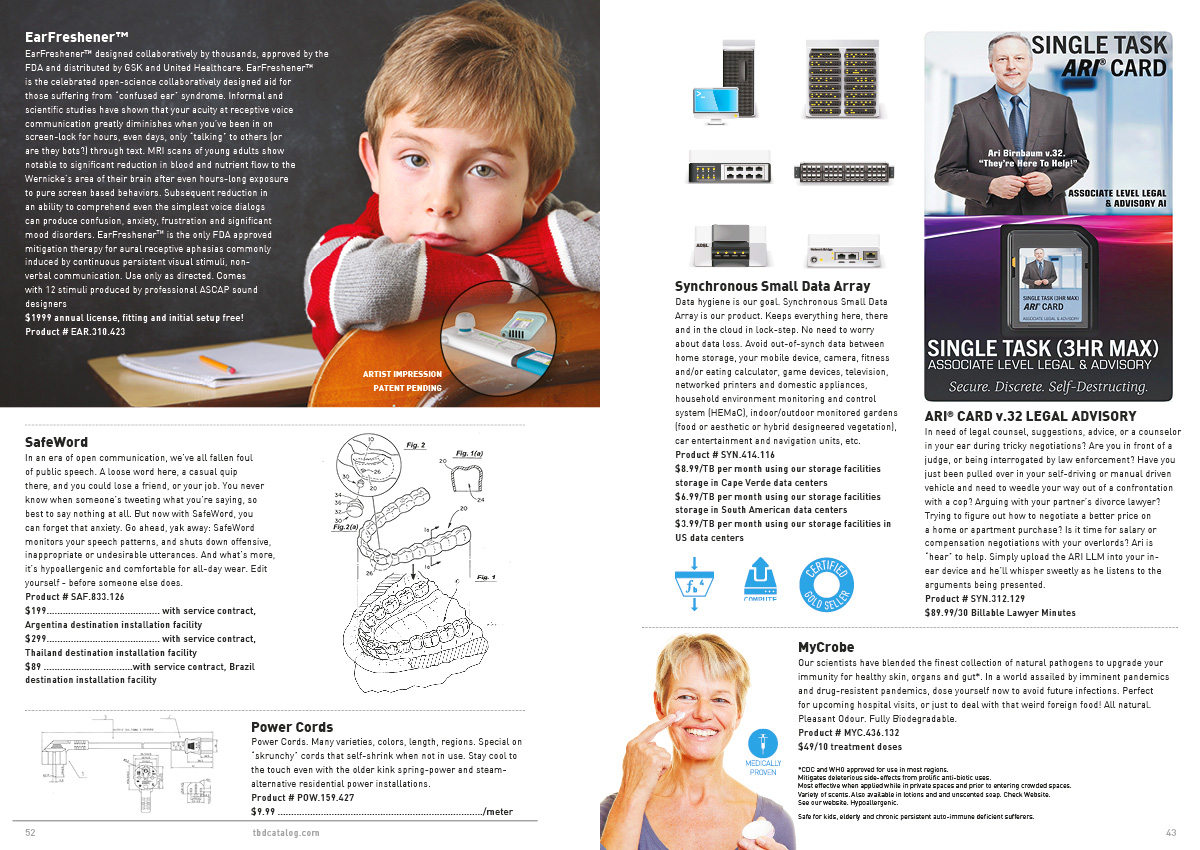 EarFreshener™
EarFreshener™ designed collaboratively by thousands, approved by the
FDA and distributed by GSK and United Healthcare. EarFreshener™
is the celebrated open-science collaboratively designed aid for
those suffering from "confused ear" syndrome. Informal and
scientific studies have shown that your acuity at receptive voice
communication greatly diminishes when you've been in on
screen-lock for hours, even days, only "talking" to others (or
are they bots?) through text. MRI scans of young adults show
notable to significant reduction in blood and nutrient flow to the
Wernicke's area of their brain after even hours-long exposure
to pure screen based behaviors. Subsequent reduction in
an ability to comprehend even the simplest voice dialogs
can produce confusion, anxiety, frustration and significant
mood disorders. EarFreshener™ is the only FDA approved
mitigation therapy for aural receptive aphasias commonly
induced by continuous persistent visual stimuli, non-
verbal communication. Use only as directed. Comes
with 12 stimuli produced by professional ASCAP sound
designers
$1999 annual license, fitting and initial setup free!
Product # EAR.310.423
ARTIST IMPRESSION
PATENT PENDING
SafeWord
In an era of open communication, we've all fallen foul
of public speech. A loose word here, a casual quip
there, and you could lose a friend, or your job. You never
know when someone's tweeting what you're saying, so
best to say nothing at all. But now with SafeWord, you
can forget that anxiety. Go ahead, yak away: SafeWord
monitors your speech patterns, and shuts down offensive,
inappropriate or undesirable utterances. And what's more,
it's hypoallergenic and comfortable for all-day wear. Edit
yourself - before someone else does.
Product # SAF.833.126
$199.......................................... with service contract,
Argentina destination installation facility
$299.......................................... with service contract,
Thailand destination installation facility
$89 .................................with service contract, Brazil
destination installation facility
10
Fig. 2
26
30
20
34
36
32
30
Fig.2(a)
Fig. 1(a)
20
24
1a
20
1a
26
10
Fig. 1
Power Cords
Power Cords. Many varieties, colors, length, regions. Special on
"skrunchy" cords that self-shrink when not in use. Stay cool to
the touch even with the older kink spring-power and steam-
alternative residential power installations.
Product # POW.159.427
$9.99 ............................................................................/meter
52
tbdcatalog.com
ADSL
Network Bridge
Synchronous Small Data Array
Data hygiene is our goal. Synchronous Small Data
Array is our product. Keeps everything here, there
and in the cloud in lock-step. No need to worry
about data loss. Avoid out-of-synch data between
home storage, your mobile device, camera, fitness
and/or eating calculator, game devices, television,
networked printers and domestic appliances,
household environment monitoring and control
system (HEMaC), indoor/outdoor monitored gardens
(food or aesthetic or hybrid designeered vegetation),
car entertainment and navigation units, etc.
Product # SYN.414.116
$8.99/TB per month using our storage facilities
storage in Cape Verde data centers
$6.99/TB per month using our storage facilities
storage in South American data centers
$3.99/TB per month using our storage facilities in
US data centers
COMPUTE
CERTIFIED
GOLD SELLER
SINGLE TASK
ARI® CARD
Ari Birnbaum v.32.
"They're Here To Help!"
ASSOCIATE LEVEL LEGAL
& ADVISORY AI
SINGLE TASK (3HR MAX)
ARI® CARD
ASSOCIATE LEGAL & ADVISORY
SINGLE TASK (3HR MAX)
ASSOCIATE LEVEL LEGAL & ADVISORY
Secure. Discrete. Self-Destructing.
ARI® CARD v.32 LEGAL ADVISORY
In need of legal counsel, suggestions, advice, or a counselor
in your ear during tricky negotiations? Are you in front of a
judge, or being interrogated by law enforcement? Have you
just been pulled over in your self-driving or manual driven
vehicle and need to weedle your way out of a confrontation
with a cop? Arguing with your partner's divorce lawyer?
Trying to figure out how to negotiate a better price on
a home or apartment purchase? Is it time for salary or
compensation negotiations with your overlords? Ari is
"hear" to help. Simply upload the ARI LLM into your in-
ear device and he'll whisper sweetly as he listens to the
arguments being presented.
Product # SYN.312.129
$89.99/30 Billable Lawyer Minutes
MEDICALLY
PROVEN
MyCrobe
Our scientists have blended the finest collection of natural pathogens to upgrade your
immunity for healthy skin, organs and gut*. In a world assailed by imminent pandemics
and drug-resistent pandemics, dose yourself now to avoid future infections. Perfect
for upcoming hospital visits, or just to deal with that weird foreign food! All natural.
Pleasant Odour. Fully Biodegradable.
Product # MYC.436.132
$49/10 treatment doses
*CDC and WHO approved for use in most regions.
Mitigates deleterious side-effects from prolific anti-biotic uses.
Most effective when applied while in private spaces and prior to entering crowded spaces.
Variety of scents. Also available in lotions and and unscented soap. Check Website.
See our website. Hypoallergenic.
Safe for kids, elderly and chronic persistent auto-immune deficient sufferers.
43